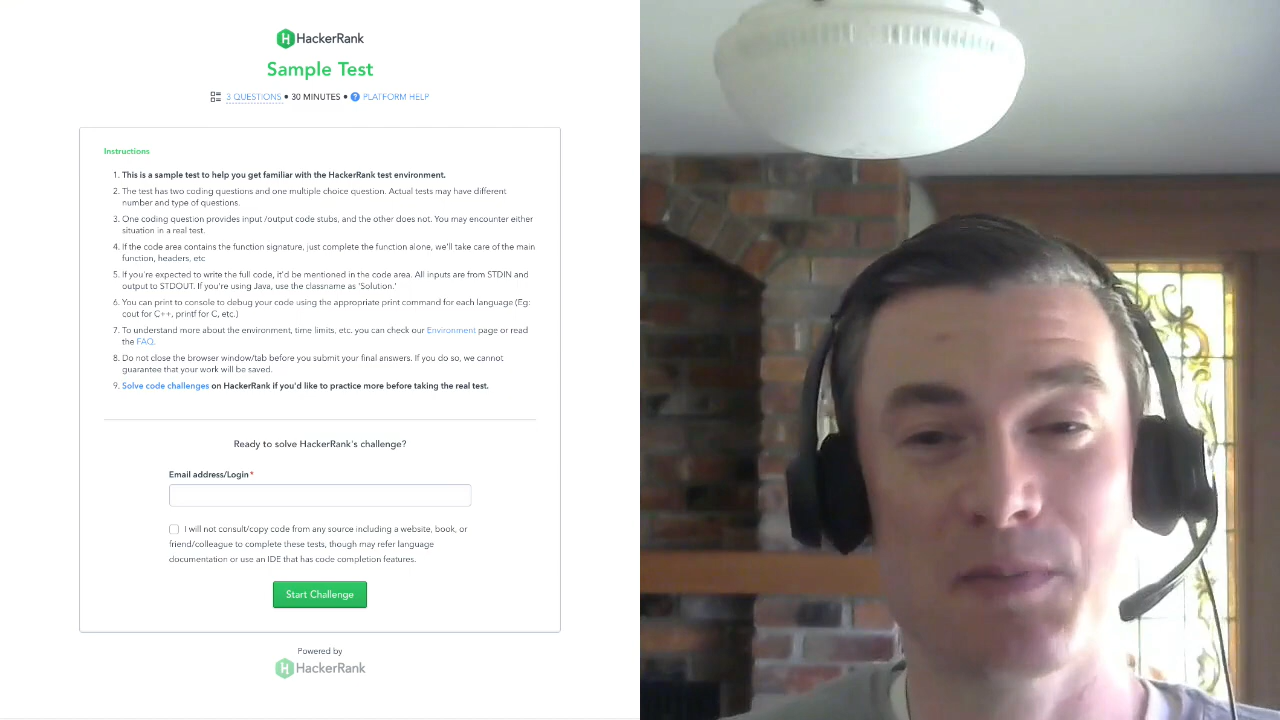 HackerRank
Sample Test
3 QUESTIONS • 30 MINUTES • ? PLATFORM HELP
Instructions
1. This is a sample test to help you get familiar with the HackerRank test environment.
2. The test has two coding questions and one multiple choice question. Actual tests may have different
number and type of questions.
3. One coding question provides input /output code stubs, and the other does not. You may encounter either
situation in a real test.
4. If the code area contains the function signature, just complete the function alone, we'll take care of the main
function, headers, etc
5. If you're expected to write the full code, it'd be mentioned in the code area. All inputs are from STDIN and
output to STDOUT. If you're using Java, use the classname as 'Solution.'
6. You can print to console to debug your code using the appropriate print command for each language (Eg:
cout for C++, printf for C, etc.)
7. To understand more about the environment, time limits, etc. you can check our Environment page or read
the FAQ.
8. Do not close the browser window/tab before you submit your final answers. If you do so, we cannot
guarantee that your work will be saved.
9. Solve code challenges on HackerRank if you'd like to practice more before taking the real test.
Ready to solve HackerRank's challenge?
Email address/Login*
I will not consult/copy code from any source including a website, book, or
friend/colleague to complete these tests, though may refer language
documentation or use an IDE that has code completion features.
Start Challenge
Powered by
HackerRank